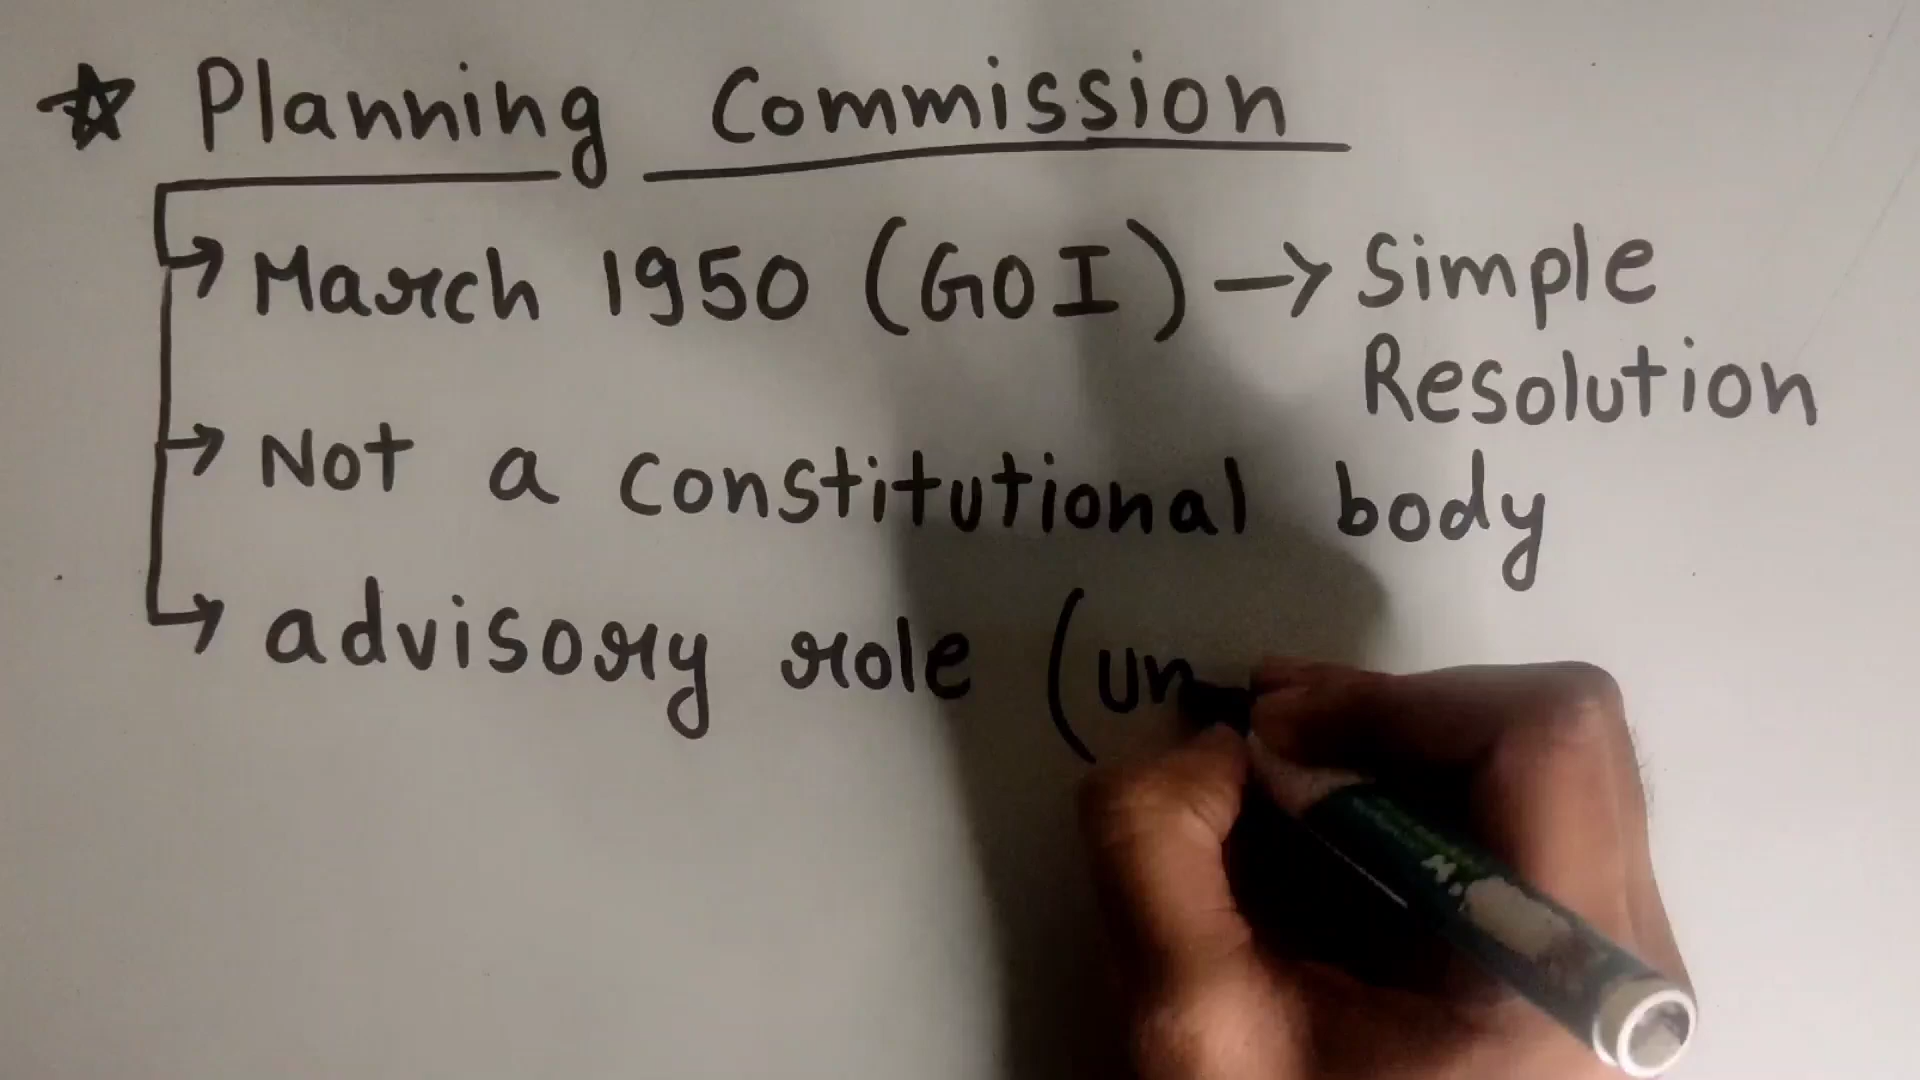 ☆ Planning Commission
→ March 1950 (GOI) → Simple
Resolution
→ Not a constitutional body
→ advisory role (un